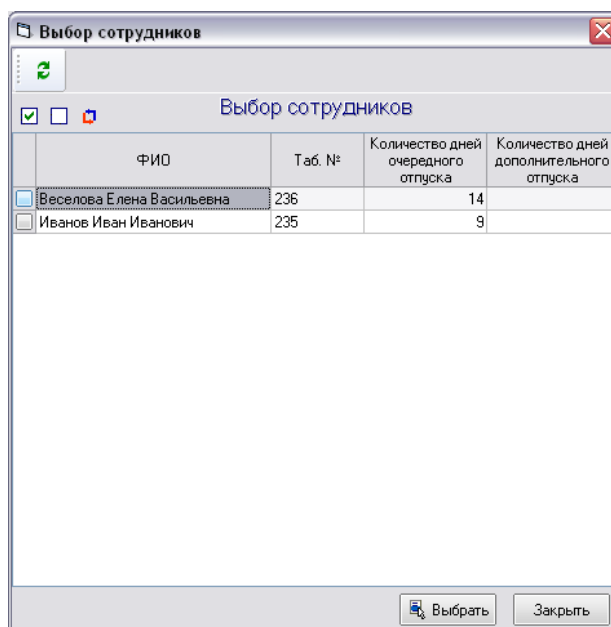 Выбор сотрудников
Выбор сотрудников
ФИО Таб. № Количество дней очередного отпуска Количество дней дополнительного отпуска
Веселова Елена Васильевна 236 14
Иванов Иван Иванович 235 9
Выбрать Закрыть